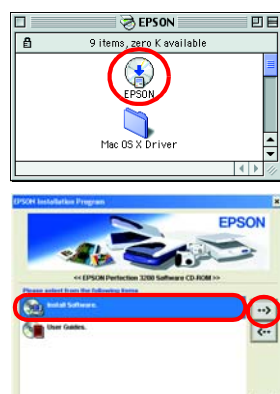 EPSON
9 items, zero K available
EPSON
Mac OS X Driver
EPSON Installation Program
EPSON
<< EPSON Perfection 3200 Software CD-ROM >>
Please select from the following items
Install Software.
User Guides.